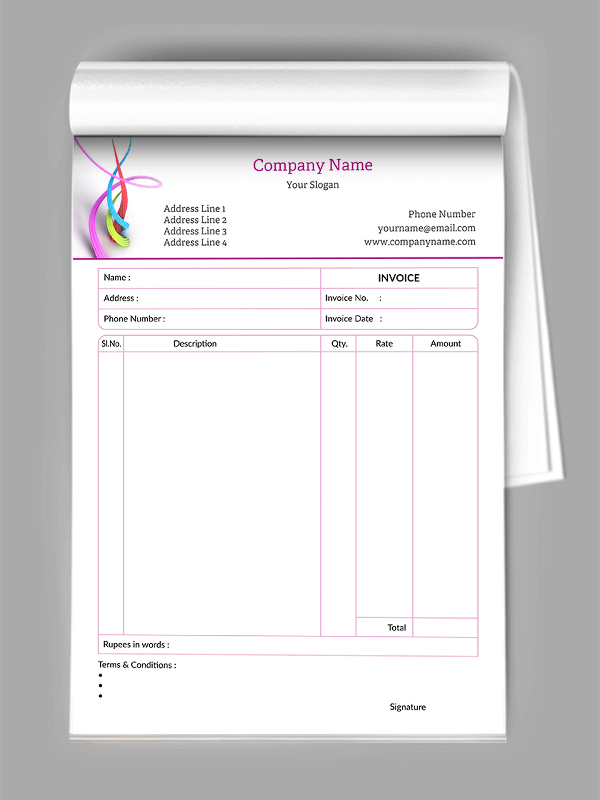 Company Name
Your Slogan
Address Line 1
Address Line 2
Address Line 3
Address Line 4
Phone Number
yourname@email.com
www.companyname.com
Name :
INVOICE
Address :
Invoice No. :
Phone Number :
Invoice Date :
Sl.No. Description Qty. Rate Amount
Total
Rupees in words :
Terms & Conditions :
•
•
•
Signature